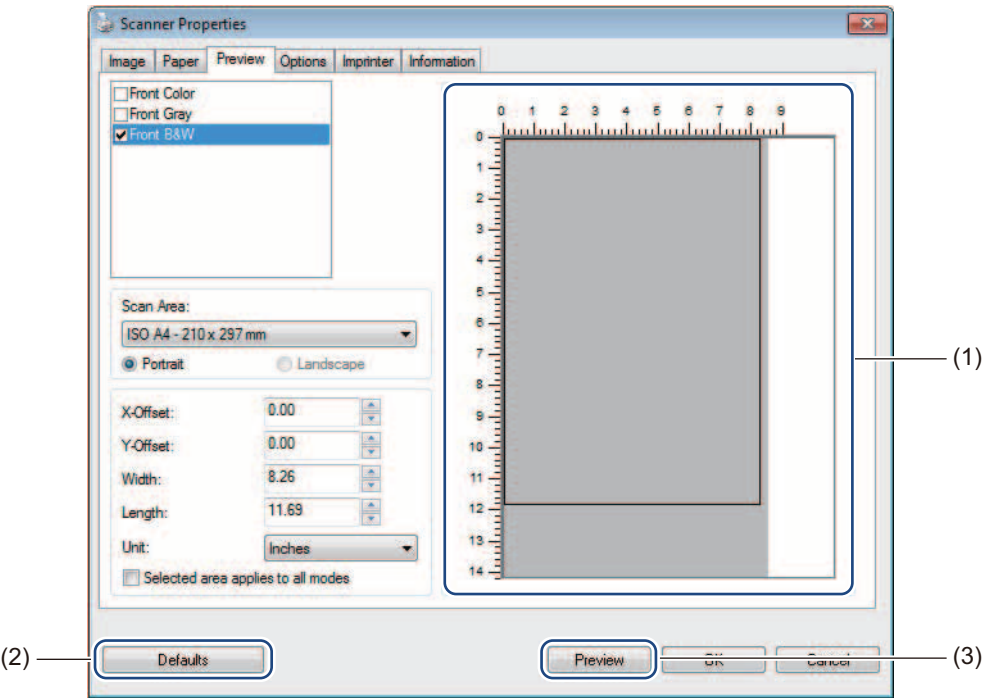 Scanner Properties
Image Paper Preview Options Imprinter Information
Front Color
Front Gray
Front B&W
0 1 2 3 4 5 6 7 8 9
0
1
2
3
4
5
6
7
8
9
10
11
12
13
14
Scan Area:
ISO A4 - 210 x 297 mm
Portrait Landscape
X-Offset: 0.00
Y-Offset: 0.00
Width: 8.26
Length: 11.69
Unit: Inches
Selected area applies to all modes
(1)
(2) Defaults Preview OK Cancel (3)